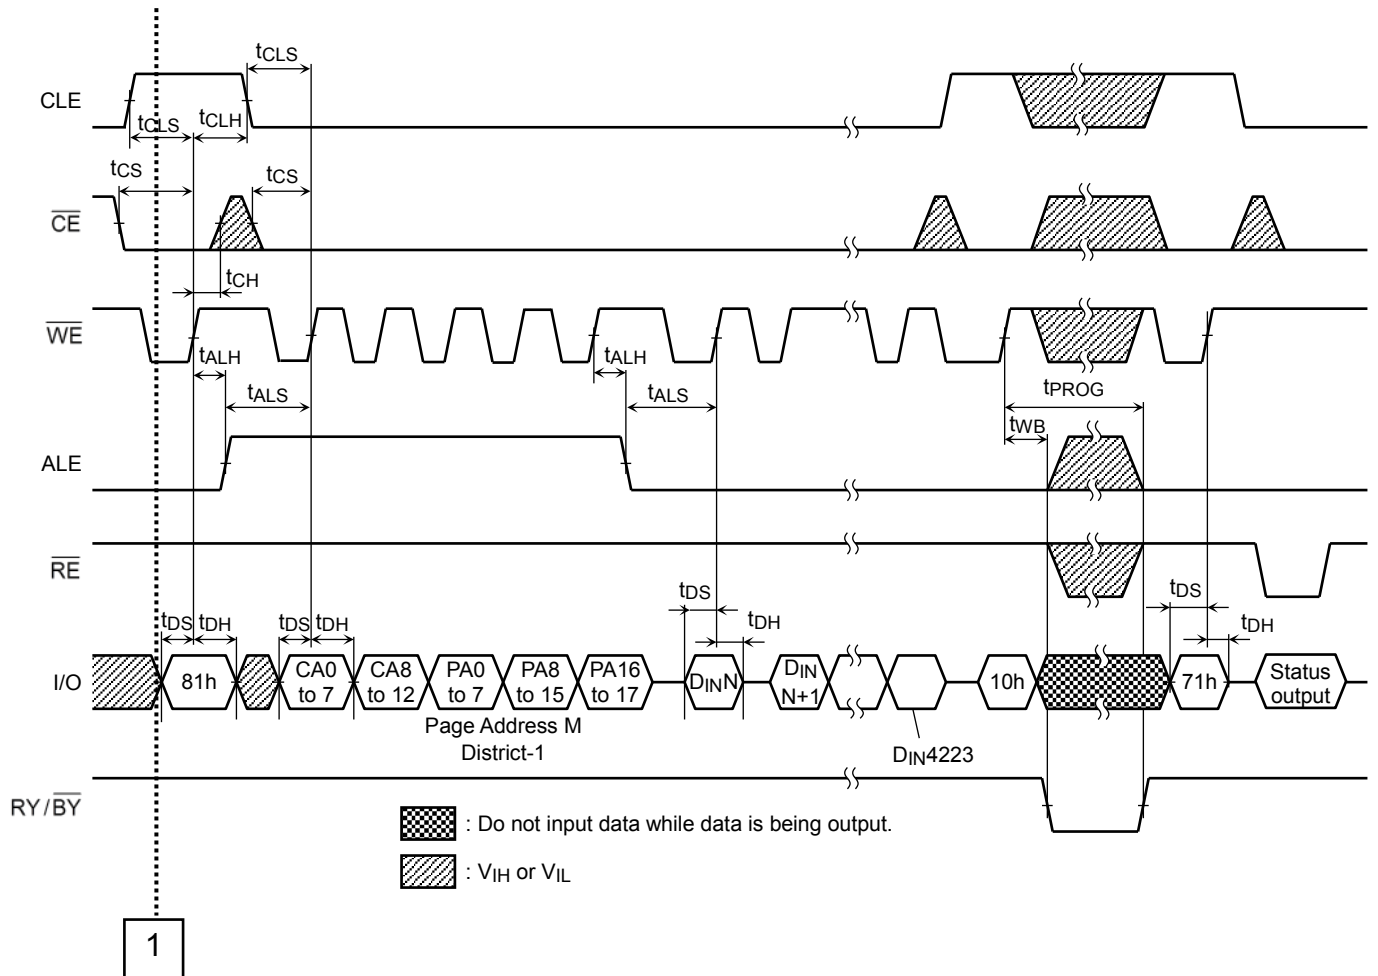 tCLS
CLE
tCLS tCLH
tCS tCS
CE
tCH
WE
tALH tALH
tALS tALS
tPROG
tWB
ALE
RE
tDS tDH tDS tDH tDS tDH tDS tDH
I/O
81h
CA0 to 7
CA8 to 12
PA0 to 7
PA8 to 15
PA16 to 17
DINN
DIN N+1
10h
71h
Status output
Page Address M
District-1
DIN4223
RY/BY
: Do not input data while data is being output.
: VIH or VIL
1